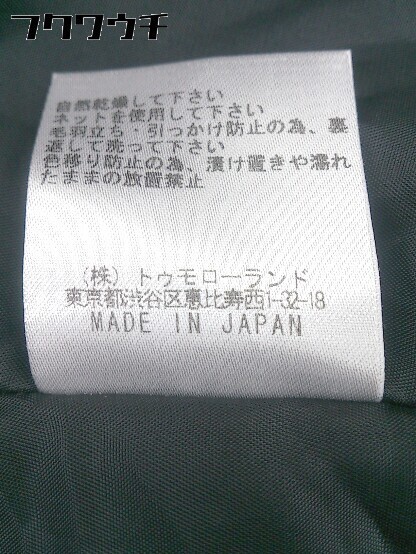 フクワウチ
自然乾燥して下さい
ネットを使用して下さい
毛羽立ち・引っかけ防止の為、裏
返して洗って下さい
色移り防止の為、漬け置きや濡れ
たままの放置禁止
(株) トゥモローランド
東京都渋谷区恵比寿西1-32-18
MADE IN JAPAN